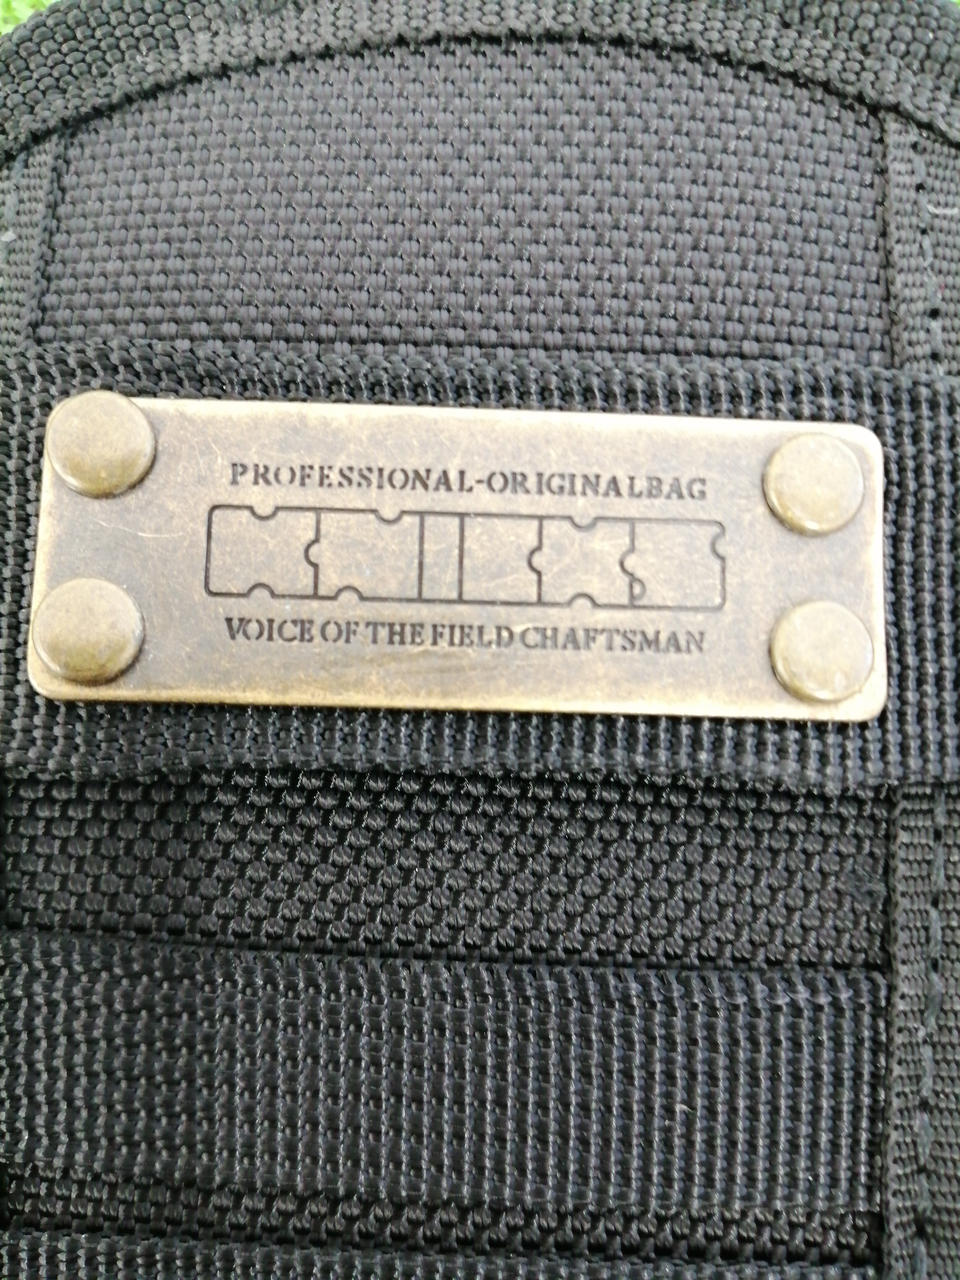 PROFESSIONAL-ORIGINALBAG
VOICE OF THE FIELD CHAFTSMAN